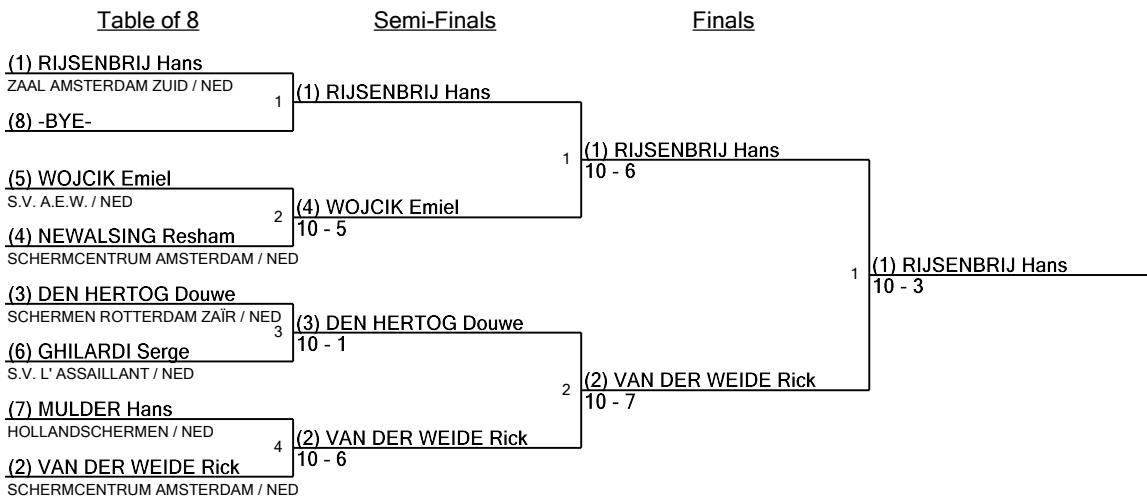 Table of 8
Semi-Finals
Finals
(1) RIJSENBRIJ Hans
ZAAL AMSTERDAM ZUID / NED
1
(8) -BYE-
(5) WOJCIK Emiel
S.V. A.E.W. / NED
2
(4) NEWALSING Resham
SCHERMCENTRUM AMSTERDAM / NED
(3) DEN HERTOG Douwe
SCHERMEN ROTTERDAM ZAÏR / NED
3
(6) GHILARDI Serge
S.V. L' ASSAILLANT / NED
(7) MULDER Hans
HOLLANDSCHERMEN / NED
4
(2) VAN DER WEIDE Rick
SCHERMCENTRUM AMSTERDAM / NED
(1) RIJSENBRIJ Hans
1
(4) WOJCIK Emiel
10 - 5
(3) DEN HERTOG Douwe
10 - 1
2
(2) VAN DER WEIDE Rick
10 - 6
(1) RIJSENBRIJ Hans
10 - 6
1
(2) VAN DER WEIDE Rick
10 - 7
(1) RIJSENBRIJ Hans
10 - 3